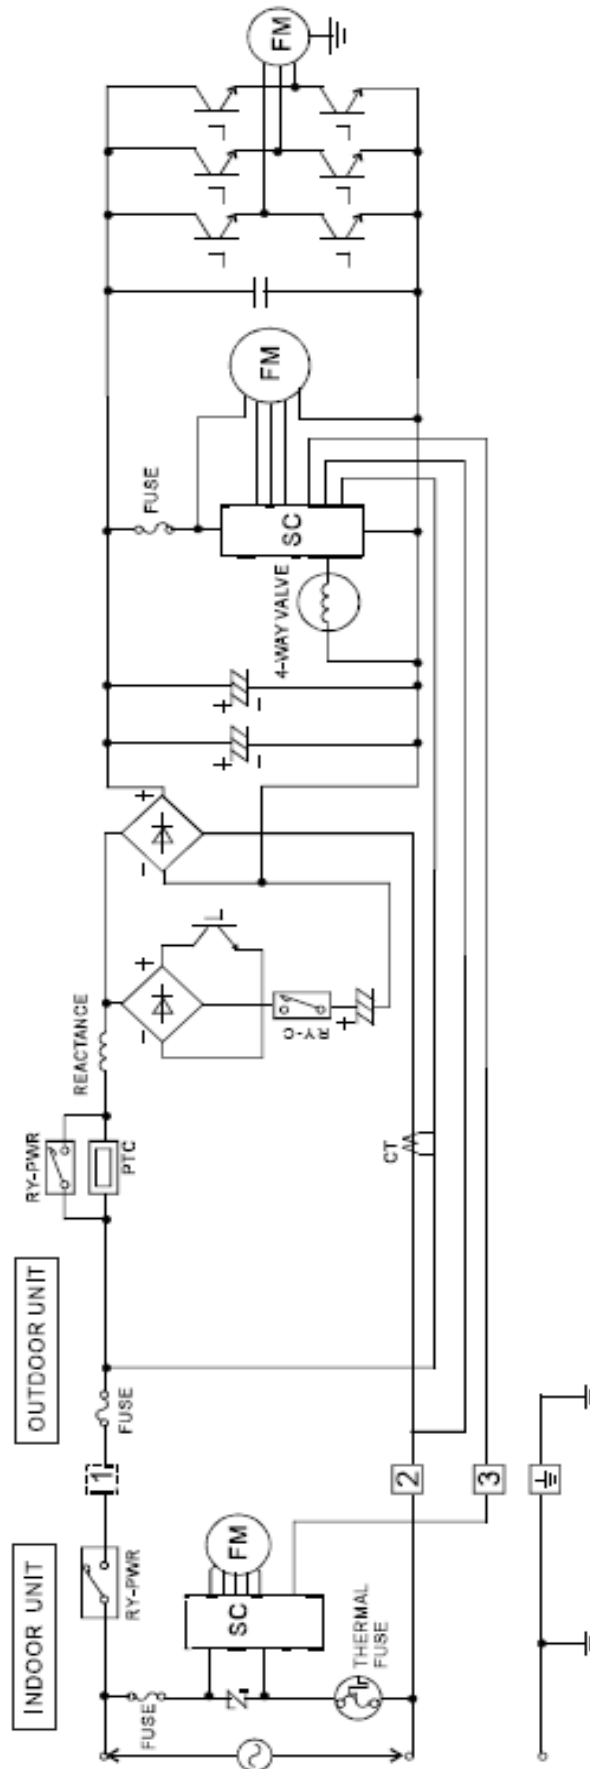 INDOOR UNIT
OUTDOOR UNIT
FUSE
RY-PWR
SC
FM
THERMAL
FUSE
1
2
3
FUSE
RY-PWR
PTC
REACTANCE
CT
-
+
RY-C
+
-
+
+
-
+
-
4-WAY VALVE
FUSE
SC
FM
FM